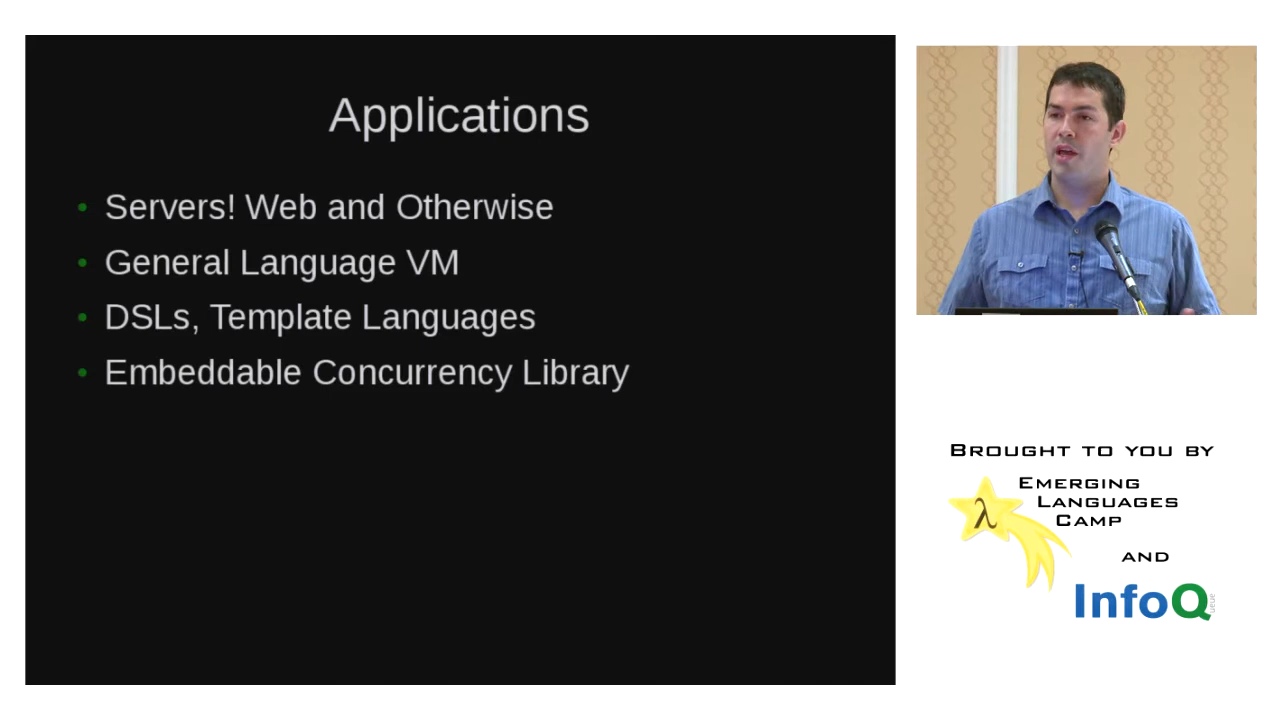 Applications
Servers! Web and Otherwise
General Language VM
DSLs, Template Languages
Embeddable Concurrency Library
BROUGHT TO YOU BY
EMERGING
LANGUAGES
CAMP
λ
AND
InfoQ
ueue